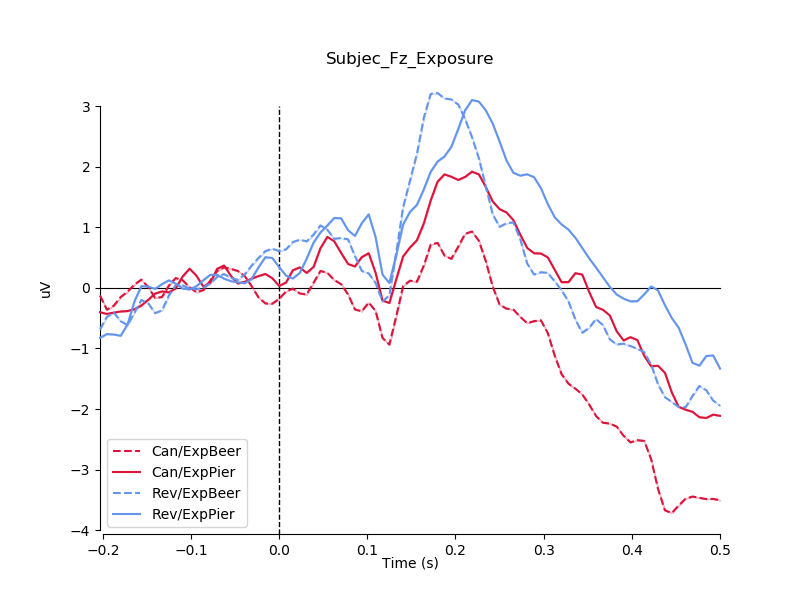 Subjec_Fz_Exposure
uV
3
2
1
0
−1
−2
−3
−4
Can/ExpBeer
Can/ExpPier
Rev/ExpBeer
Rev/ExpPier
−0.2 −0.1 0.0 0.1 0.2 0.3 0.4 0.5
Time (s)